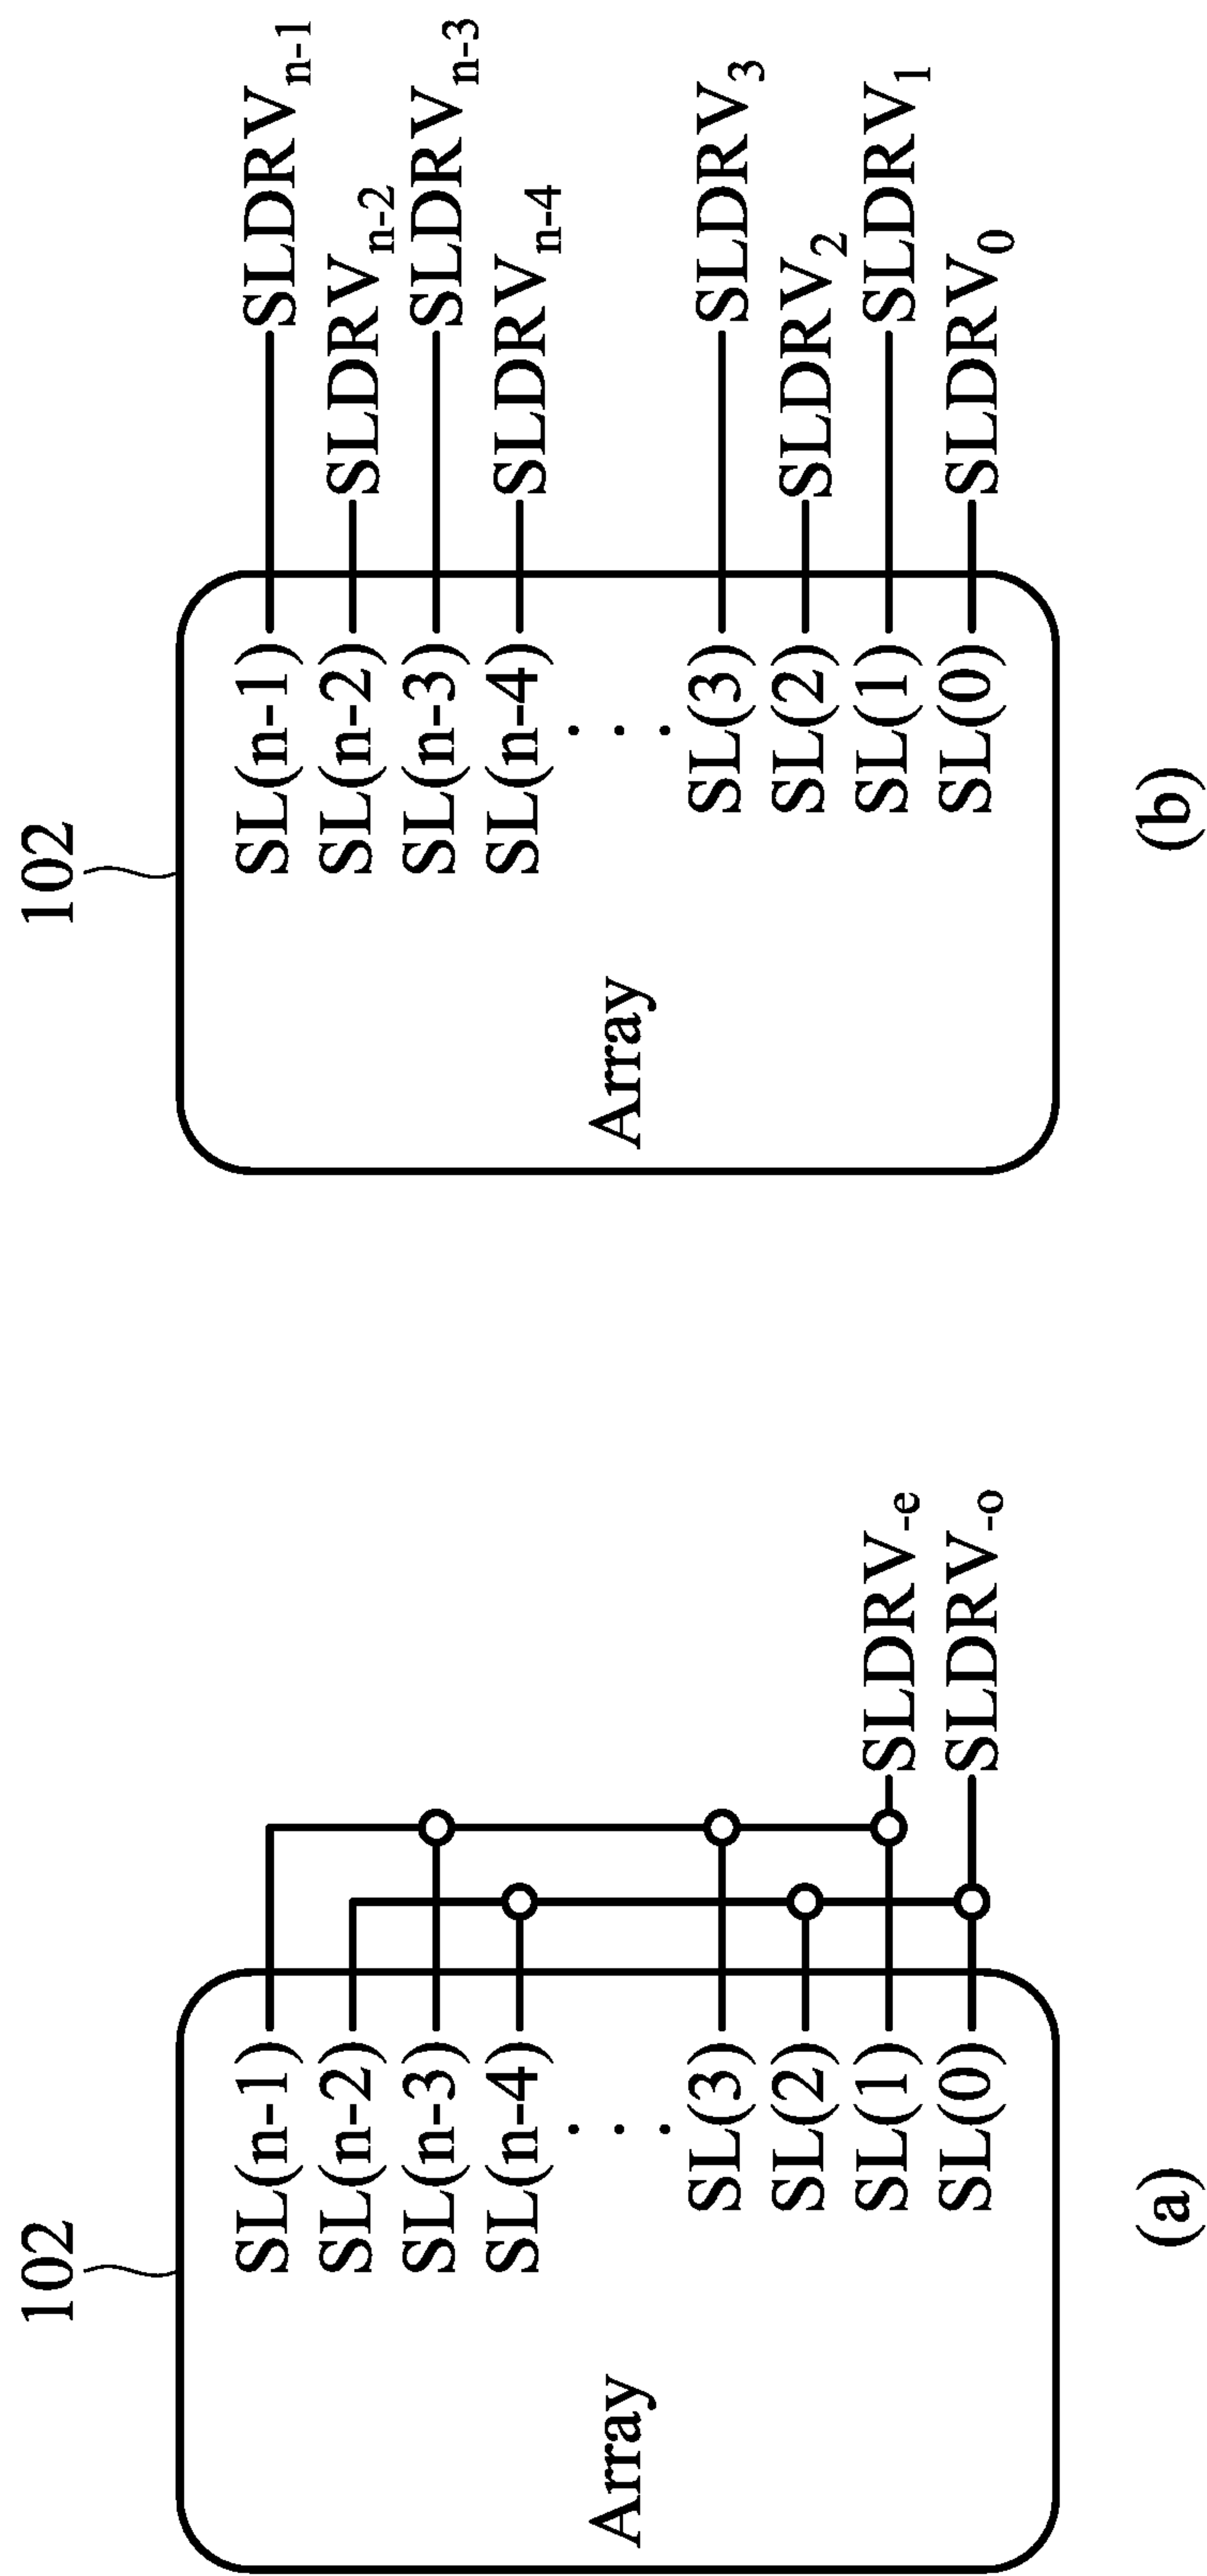 102
Array
SL(n-1)
SL(n-2)
SL(n-3)
SL(n-4)
. . .
SL(3)
SL(2)
SL(1)
SL(0)
SLDRV-e
SLDRV-o
(a)
102
Array
SL(n-1)
SL(n-2)
SL(n-3)
SL(n-4)
. . .
SL(3)
SL(2)
SL(1)
SL(0)
SLDRVn-1
SLDRVn-2
SLDRVn-3
SLDRVn-4
SLDRV3
SLDRV2
SLDRV1
SLDRV0
(b)